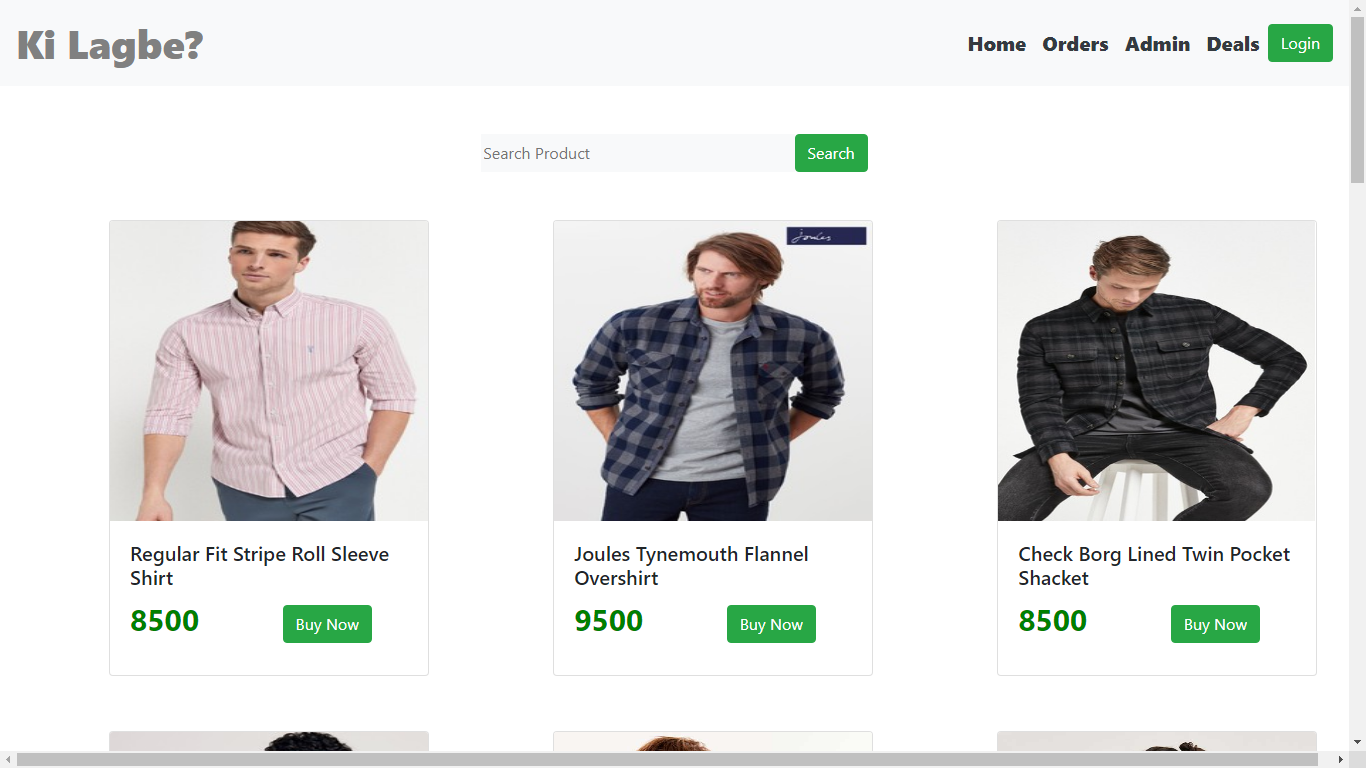 Ki Lagbe?
Home Orders Admin Deals Login
Search Product Search
Joules
Regular Fit Stripe Roll Sleeve
Shirt
8500 Buy Now
Joules Tynemouth Flannel
Overshirt
9500 Buy Now
Check Borg Lined Twin Pocket
Shacket
8500 Buy Now